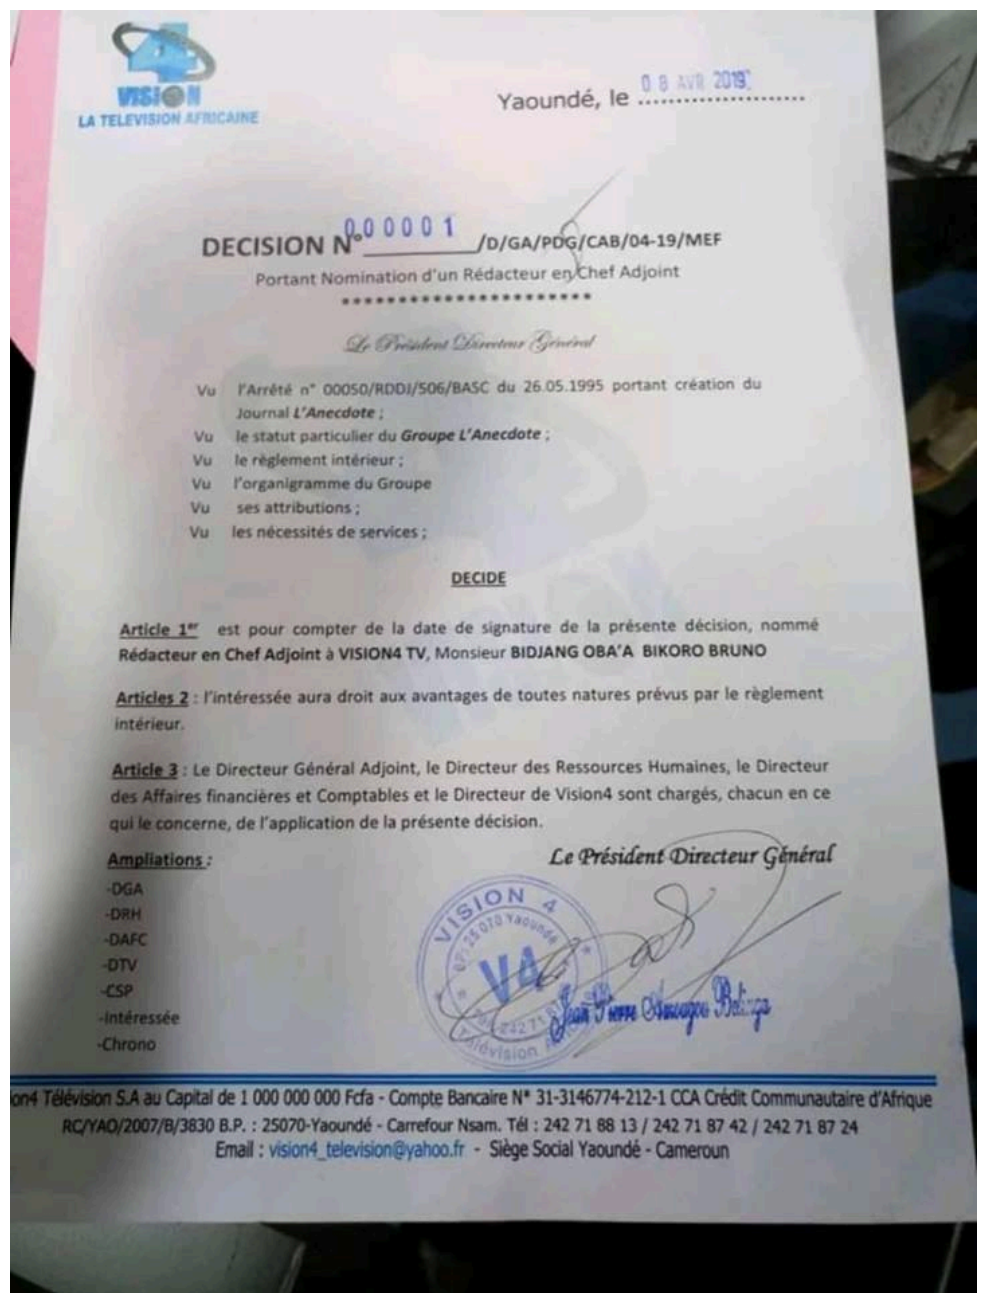 4
VISION
LA TELEVISION AFRICAINE
Yaoundé, le 08 AVR 2019
DECISION N° 000001 /D/GA/PDG/CAB/04-19/MEF
Portant Nomination d'un Rédacteur en Chef Adjoint
***********************
Le Président Directeur Général
Vu l'Arrêté n° 00050/RDDJ/506/BASC du 26.05.1995 portant création du
Journal L'Anecdote ;
Vu le statut particulier du Groupe L'Anecdote ;
Vu le règlement intérieur ;
Vu l'organigramme du Groupe
Vu ses attributions ;
Vu les nécessités de services ;
DECIDE
Article 1er est pour compter de la date de signature de la présente décision, nommé
Rédacteur en Chef Adjoint à VISION4 TV, Monsieur BIDJANG OBA'A BIKORO BRUNO
Articles 2 : l'intéressée aura droit aux avantages de toutes natures prévus par le règlement
intérieur.
Article 3 : Le Directeur Général Adjoint, le Directeur des Ressources Humaines, le Directeur
des Affaires financières et Comptables et le Directeur de Vision4 sont chargés, chacun en ce
qui le concerne, de l'application de la présente décision.
Ampliations :
-DGA
-DRH
-DAFC
-DTV
-CSP
-Intéressée
-Chrono
Le Président Directeur Général
VISION 4
BP: 25 070 Yaoundé
V4
242 71
Télévision
Jean Pierre Amougou Belinga
on4 Télévision S.A au Capital de 1 000 000 000 Fcfa - Compte Bancaire N° 31-3146774-212-1 CCA Crédit Communautaire d'Afrique
RC/YAO/2007/B/3830 B.P. : 25070-Yaoundé - Carrefour Nsam. Tél : 242 71 88 13 / 242 71 87 42 / 242 71 87 24
Email : vision4_television@yahoo.fr - Siège Social Yaoundé - Cameroun